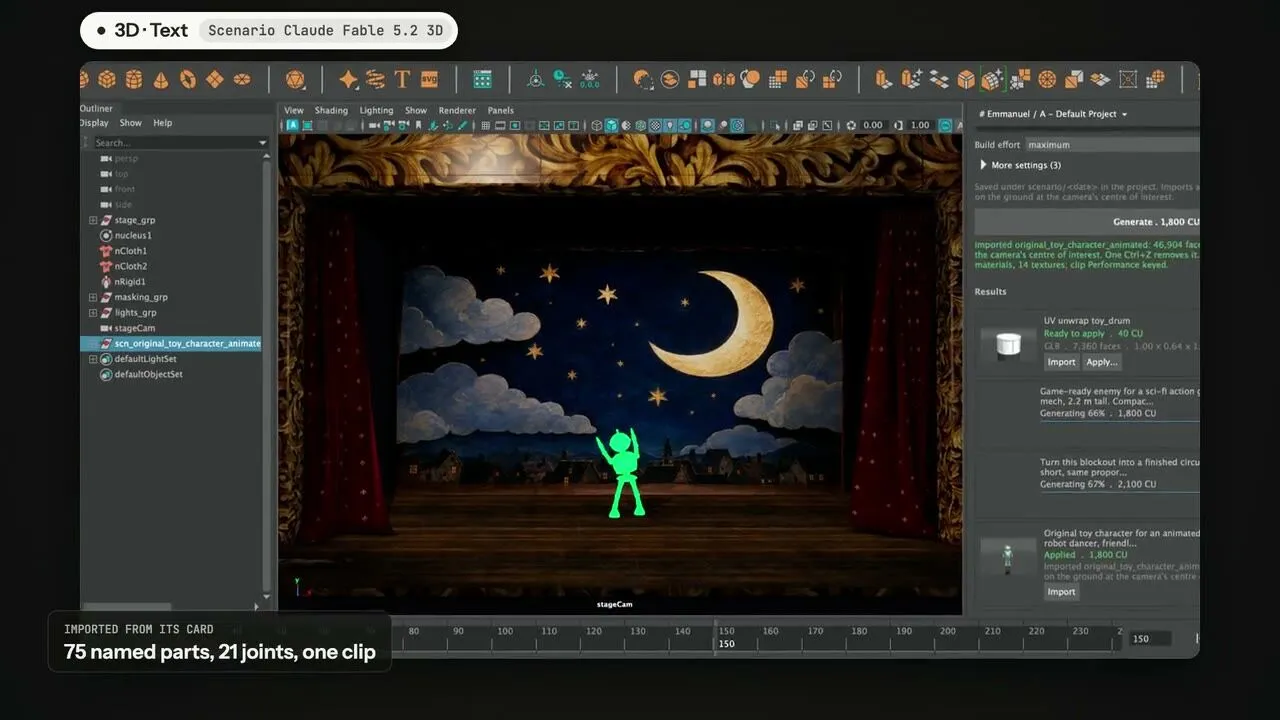 3D · Text Scenario Claude Fable 5.2 3D
Outliner
Display Show Help
Search...
persp
top
front
side
stage_grp
nucleus1
nCloth1
nCloth2
nRigid1
masking_grp
lights_grp
stageCam
scn_original_toy_character_animate
defaultLightSet
defaultObjectSet
View Shading Lighting Show Renderer Panels
0.00 1.00
stageCam
# Emmanuel / A - Default Project
Build effort maximum
More settings (3)
Saved under scenario/<date> in the project. Imports a
on the ground at the camera's centre of interest.
Generate . 1,800 CU
Imported original_toy_character_animated: 46,904 face
the camera's centre of interest. One Ctrl+Z removes it.
materials, 14 textures; clip Performance keyed.
Results
UV unwrap toy_drum
Ready to apply . 40 CU
GLB . 7,360 faces . 1.00 x 0.64 x 1.
Import Apply...
Game-ready enemy for a sci-fi action g
mech, 2.2 m tall. Compac...
Generating 66% . 1,800 CU
Turn this blockout into a finished circu
short, same propor...
Generating 67% . 2,100 CU
Original toy character for an animated
robot dancer, friendl...
Applied . 1,800 CU
Imported original_toy_character_anim
on the ground at the camera's centre
Import
80 90 100 110 120 130 140 150 160 170 180 190 200 210 220 230 2
150
150
IMPORTED FROM ITS CARD
75 named parts, 21 joints, one clip